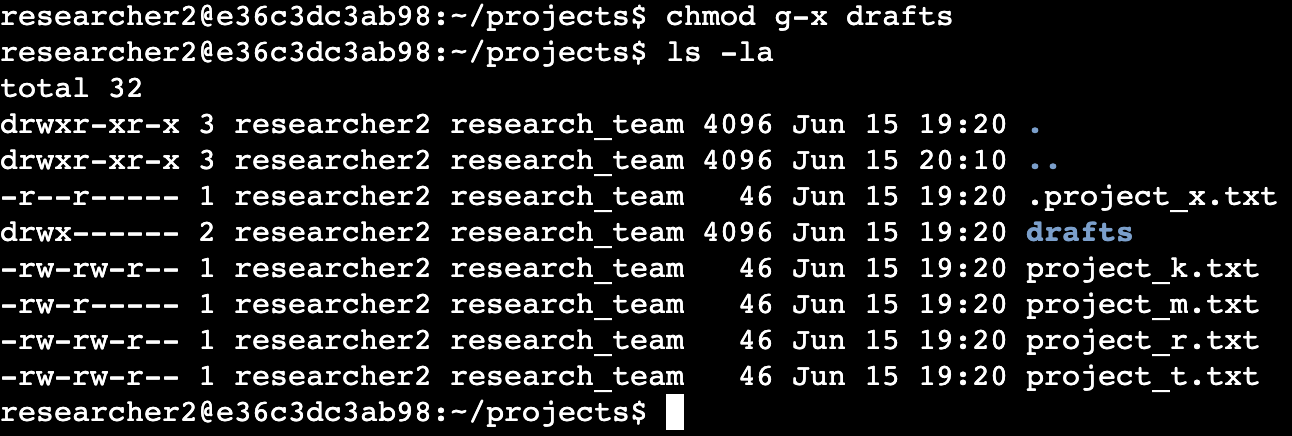 researcher2@e36c3dc3ab98:~/projects$ chmod g-x drafts
researcher2@e36c3dc3ab98:~/projects$ ls -la
total 32
drwxr-xr-x 3 researcher2 research_team 4096 Jun 15 19:20 .
drwxr-xr-x 3 researcher2 research_team 4096 Jun 15 20:10 ..
-r--r----- 1 researcher2 research_team   46 Jun 15 19:20 .project_x.txt
drwx------ 2 researcher2 research_team 4096 Jun 15 19:20 drafts
-rw-rw-r-- 1 researcher2 research_team   46 Jun 15 19:20 project_k.txt
-rw-r----- 1 researcher2 research_team   46 Jun 15 19:20 project_m.txt
-rw-rw-r-- 1 researcher2 research_team   46 Jun 15 19:20 project_r.txt
-rw-rw-r-- 1 researcher2 research_team   46 Jun 15 19:20 project_t.txt
researcher2@e36c3dc3ab98:~/projects$